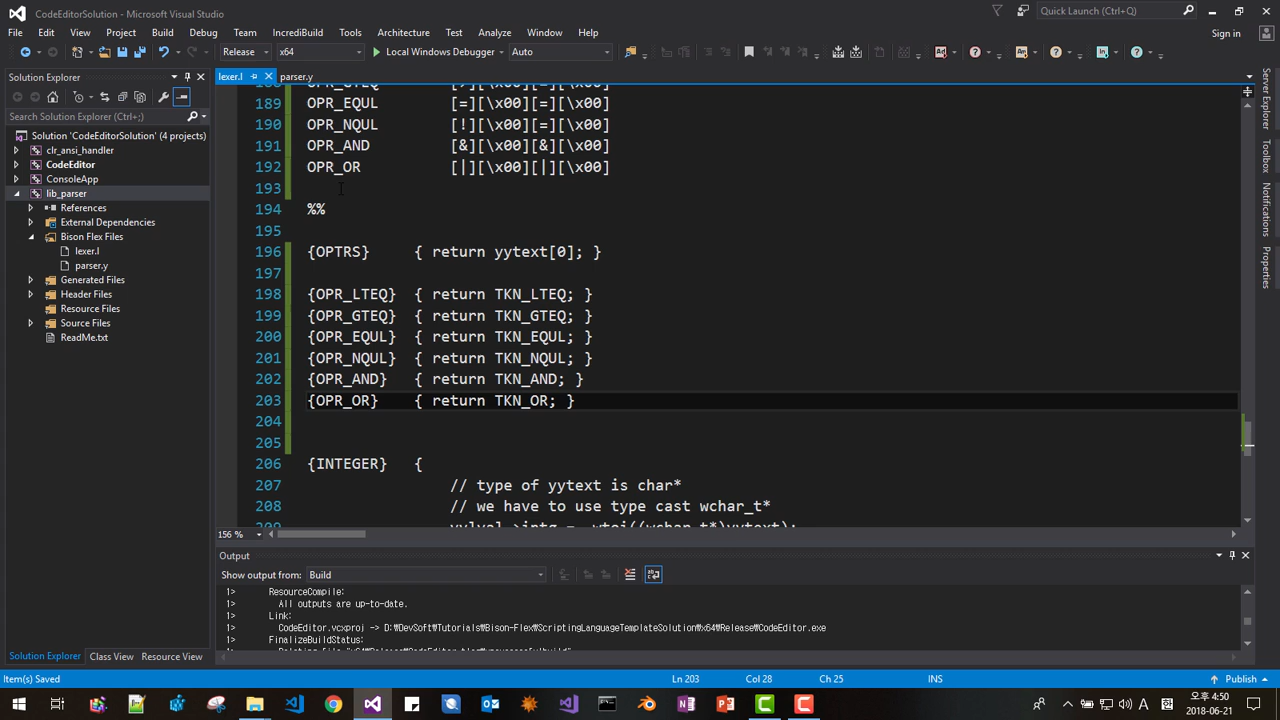 CodeEditorSolution - Microsoft Visual Studio
Quick Launch (Ctrl+Q)
File Edit View Project Build Debug Team IncrediBuild Tools Architecture Test Analyze Window Help
Sign in
Release x64 Local Windows Debugger Auto
Solution Explorer
lexer.l parser.y
Search Solution Explorer (Ctrl+;)
Solution 'CodeEditorSolution' (4 projects)
clr_ansi_handler
CodeEditor
ConsoleApp
lib_parser
References
External Dependencies
Bison Flex Files
lexer.l
parser.y
Generated Files
Header Files
Resource Files
Source Files
ReadMe.txt
Solution Explorer Class View Resource View
189 OPR_EQUL [=][\x00][=][\x00]
190 OPR_NQUL [!][\x00][=][\x00]
191 OPR_AND [&][\x00][&][\x00]
192 OPR_OR [|][\x00][|][\x00]
193
194 %%
195
196 {OPTRS} { return yytext[0]; }
197
198 {OPR_LTEQ} { return TKN_LTEQ; }
199 {OPR_GTEQ} { return TKN_GTEQ; }
200 {OPR_EQUL} { return TKN_EQUL; }
201 {OPR_NQUL} { return TKN_NQUL; }
202 {OPR_AND} { return TKN_AND; }
203 {OPR_OR} { return TKN_OR; }
204
205
206 {INTEGER} {
207 // type of yytext is char*
208 // we have to use type cast wchar_t*
156 %
Output
Show output from: Build
1> ResourceCompile:
1> All outputs are up-to-date.
1> Link:
1> CodeEditor.vcxproj -> D:\DevSoft\Tutorials\Bison-Flex\ScriptingLanguageTemplateSolution\x64\Release\CodeEditor.exe
1> FinalizeBuildStatus:
Server Explorer
Toolbox
Notifications
Properties
Item(s) Saved Ln 203 Col 28 Ch 25 INS Publish
오후 4:50
2018-06-21